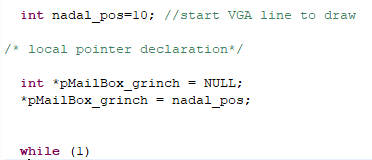 int nadal_pos=10; //start VGA line to draw
/* local pointer declaration*/
int *pMailBox_grinch = NULL;
*pMailBox_grinch = nadal_pos;
while (1)